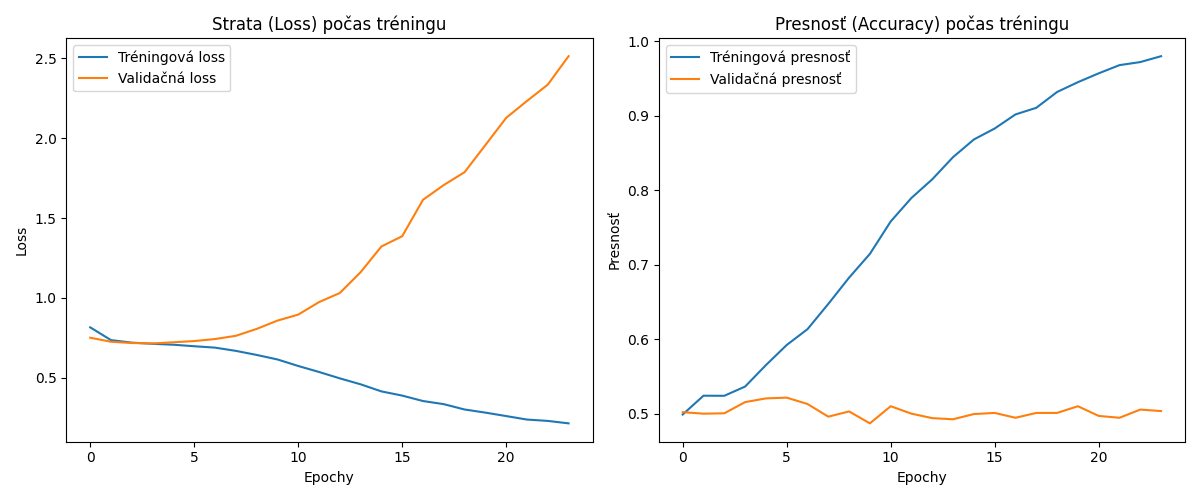 Strata (Loss) počas tréningu
Tréningová loss
Validačná loss
2.5
2.0
1.5
1.0
0.5
Loss
0 5 10 15 20
Epochy
Presnosť (Accuracy) počas tréningu
Tréningová presnosť
Validačná presnosť
1.0
0.9
0.8
0.7
0.6
0.5
Presnosť
0 5 10 15 20
Epochy